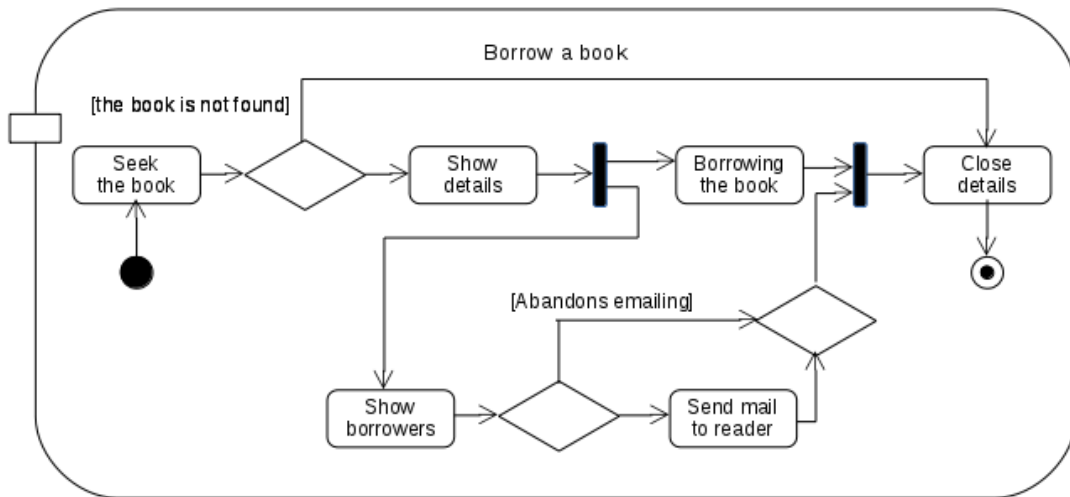 Borrow a book
[the book is not found]
Seek
the book
Show
details
Borrowing
the book
Close
details
[Abandons emailing]
Show
borrowers
Send mail
to reader